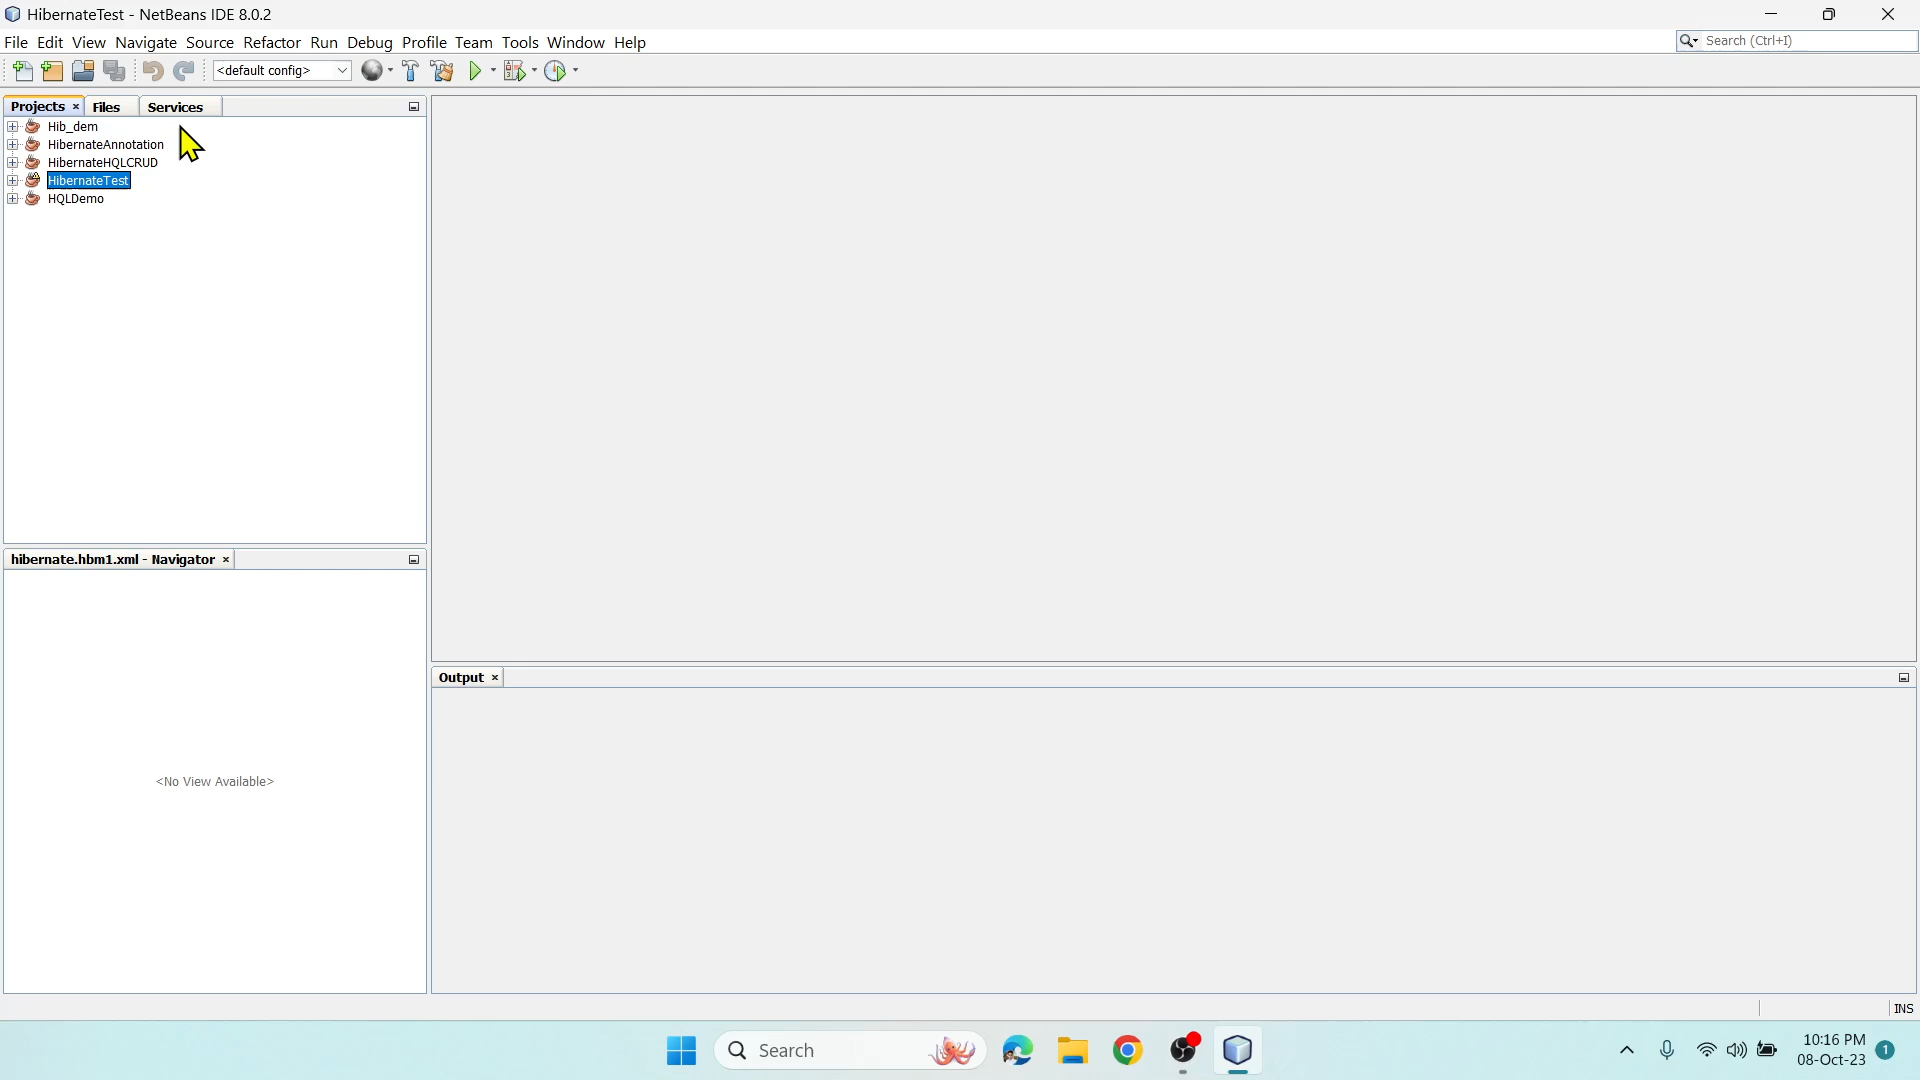 HibernateTest - NetBeans IDE 8.0.2
File Edit View Navigate Source Refactor Run Debug Profile Team Tools Window Help
Search (Ctrl+I)
<default config>
Projects Files Services
Hib_dem
HibernateAnnotation
HibernateHQLCRUD
HibernateTest
HQLDemo
hibernate.hbm1.xml - Navigator
<No View Available>
Output
INS
Search
10:16 PM
08-Oct-23
1